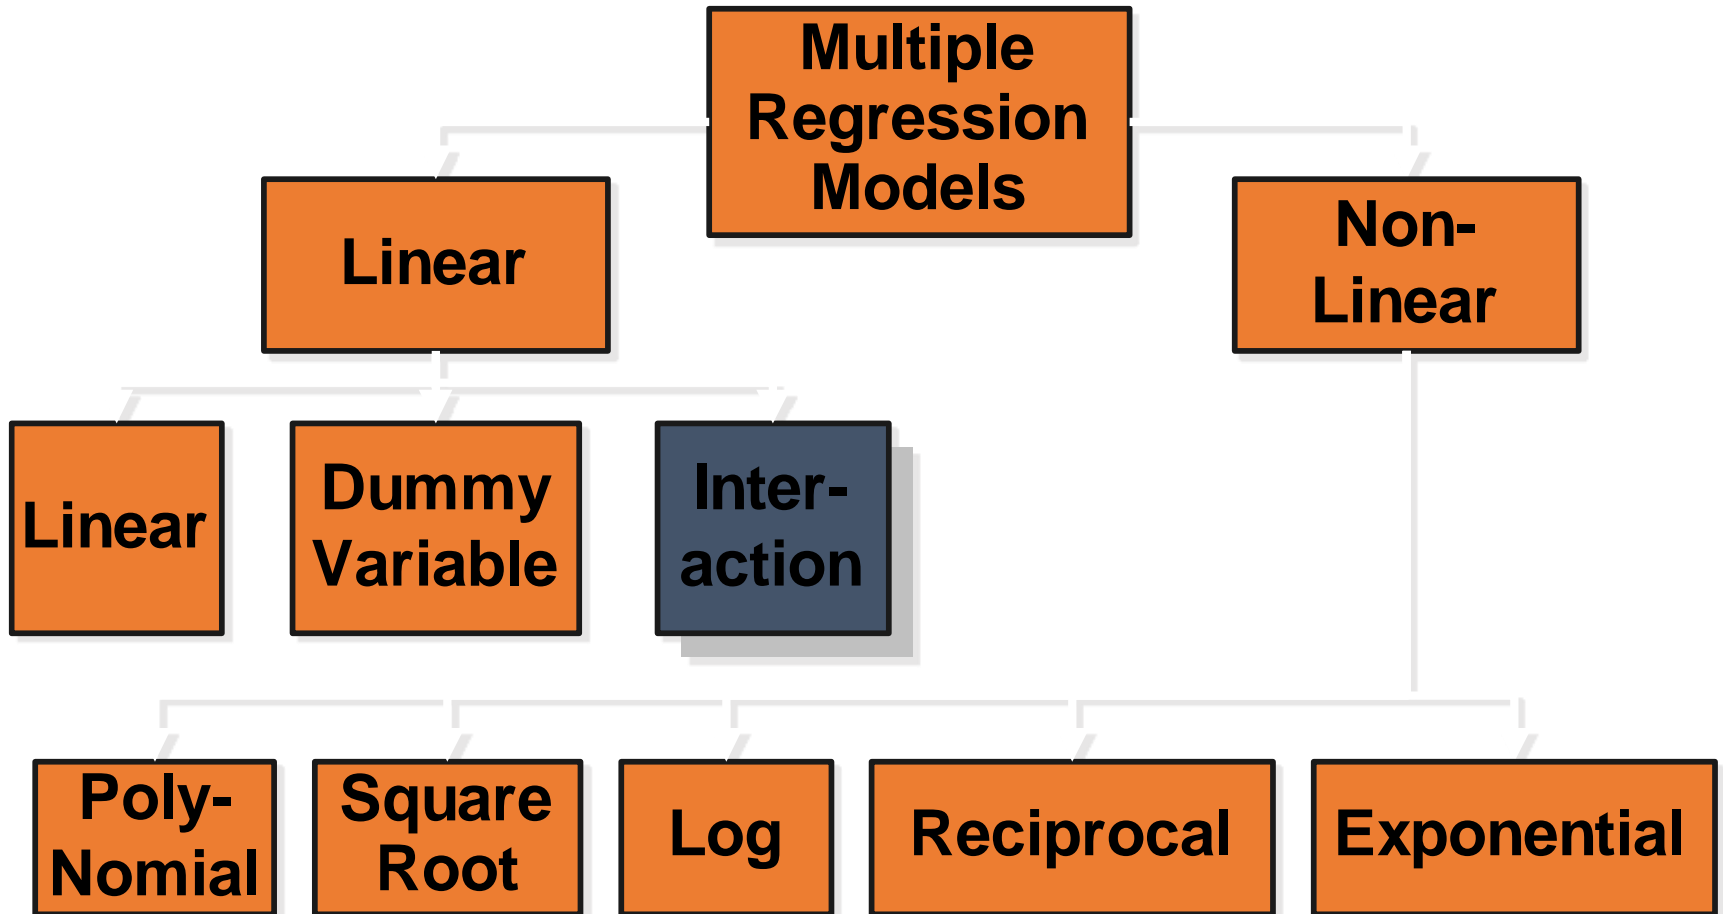 Multiple
Regression
Models
Linear
Non-
Linear
Linear
Dummy
Variable
Inter-
action
Poly-
Nomial
Square
Root
Log
Reciprocal
Exponential